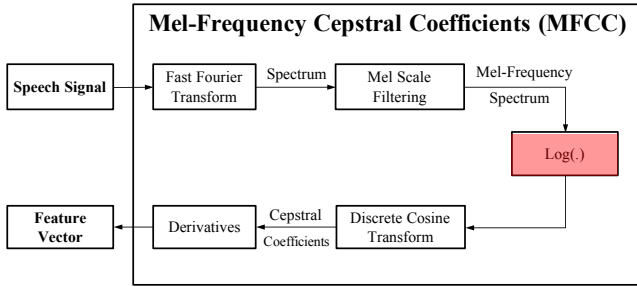 Mel-Frequency Cepstral Coefficients (MFCC)
Speech Signal
Fast Fourier
Transform
Spectrum
Mel Scale
Filtering
Mel-Frequency
Spectrum
Log(.)
Discrete Cosine
Transform
Cepstral
Coefficients
Derivatives
Feature
Vector